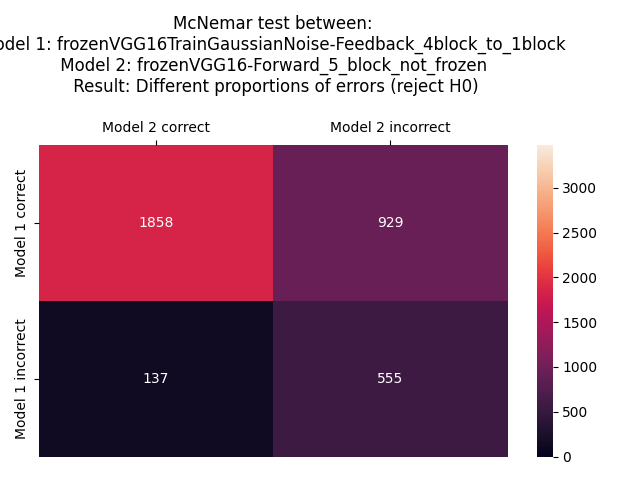 McNemar test between:
odel 1: frozenVGG16TrainGaussianNoise-Feedback_4block_to_1block
Model 2: frozenVGG16-Forward_5_block_not_frozen
Result: Different proportions of errors (reject H0)
Model 2 correct
Model 2 incorrect
Model 1 correct
1858
929
Model 1 incorrect
137
555
3000
2500
2000
1500
1000
500
0